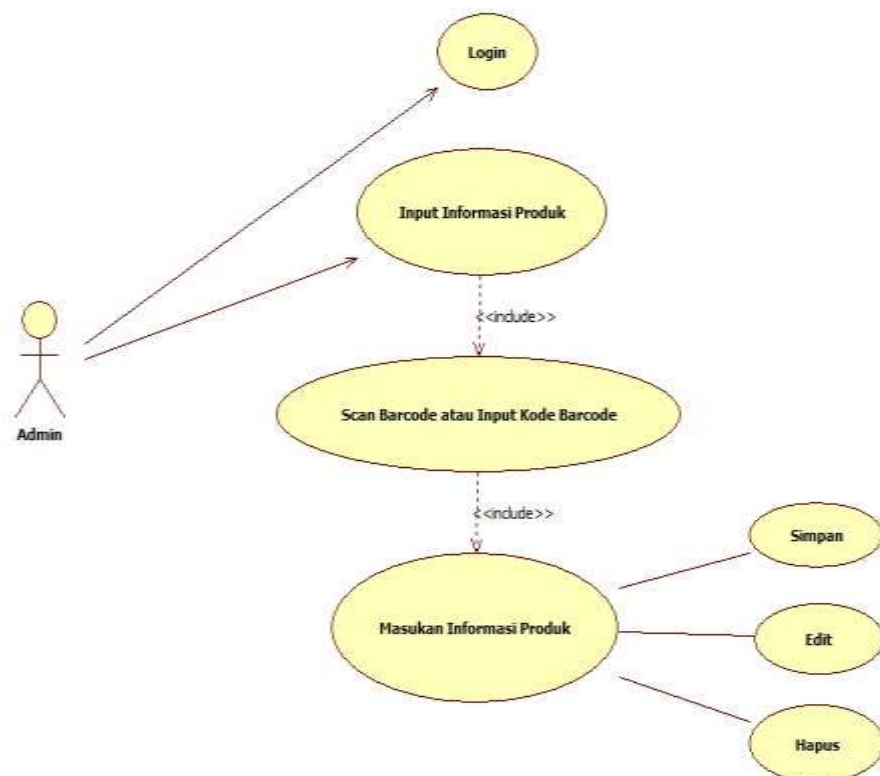 Login
Input Informasi Produk
<<include>>
Scan Barcode atau Input Kode Barcode
Admin
<<include>>
Simpan
Masukan Informasi Produk
Edit
Hapus